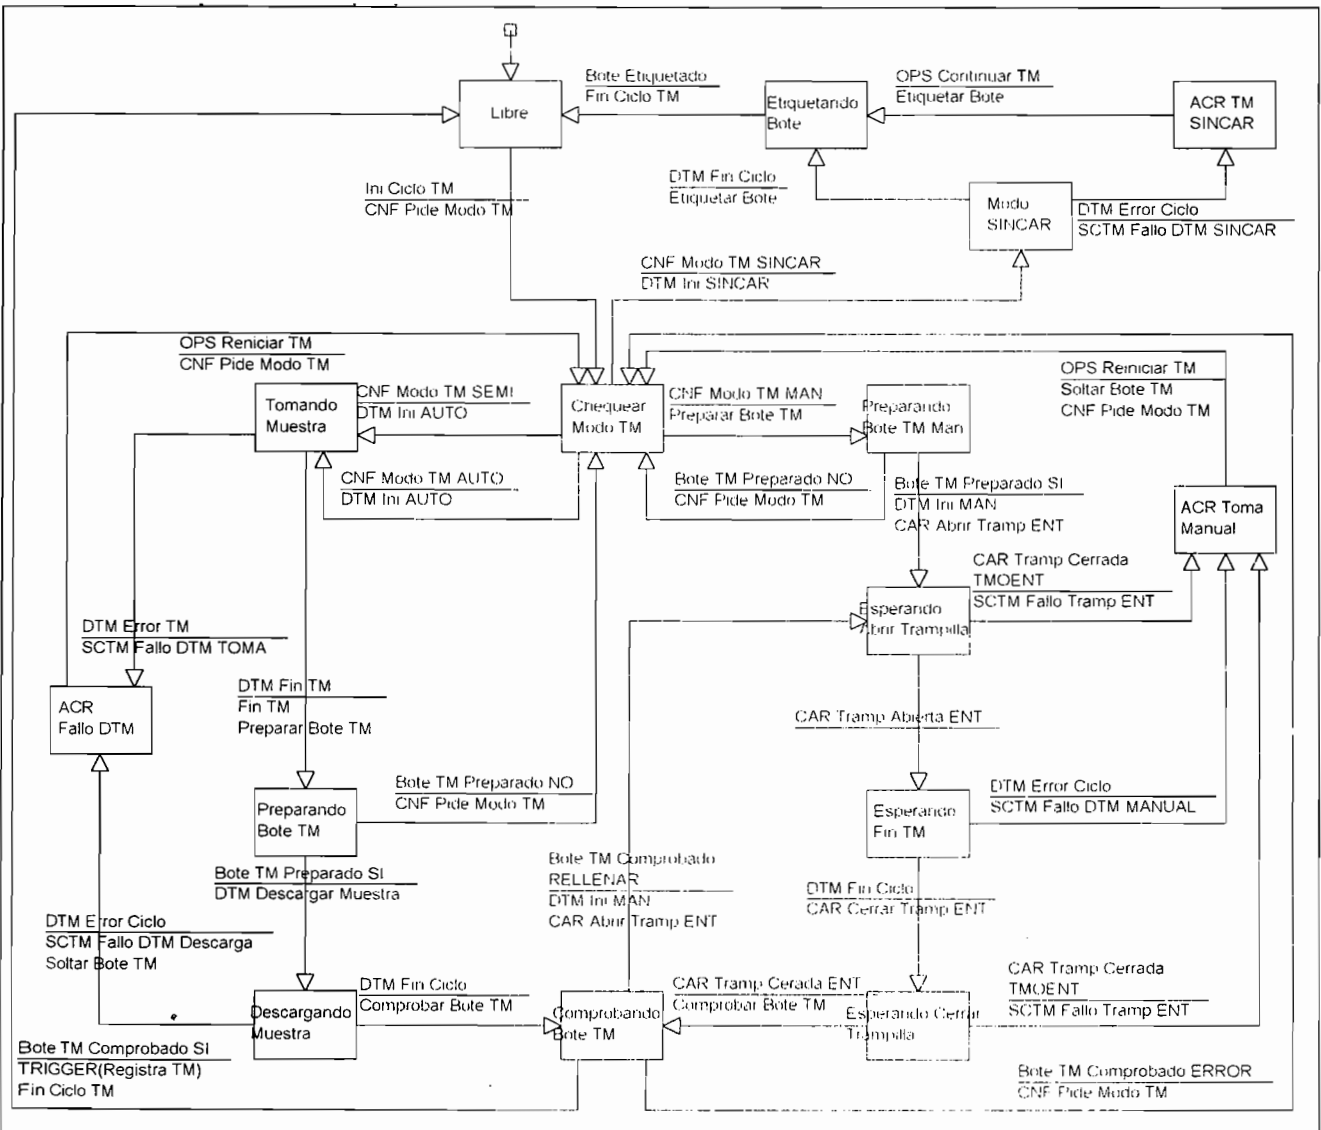 Libre
Bote Etiquetado
Fin Ciclo TM
Etiquetando
Bote
OPS Continuar TM
Etiquetar Bote
ACR TM
SINCAR
Ini Ciclo TM
CNF Pide Modo TM
DTM Fin Ciclo
Etiquetar Bote
Modo
SINCAR
DTM Error Ciclo
SCTM Fallo DTM SINCAR
CNF Modo TM SINCAR
DTM Ini SINCAR
OPS Reniciar TM
CNF Pide Modo TM
OPS Reiniciar TM
Soltar Bote TM
CNF Pide Modo TM
Tomando
Muestra
CNF Modo TM SEMI
DTM Ini AUTO
Chequear
Modo TM
CNF Modo TM MAN
Preparar Bote TM
Preparando
Bote TM Man
CNF Modo TM AUTO
DTM Ini AUTO
Bote TM Preparado NO
CNF Pide Modo TM
Bote TM Preparado SI
DTM Ini MAN
CAR Abrir Tramp ENT
ACR Toma
Manual
CAR Tramp Cerrada
TMOENT
SCTM Fallo Tramp ENT
Esperando
Abrir Trampilla
DTM Error TM
SCTM Fallo DTM TOMA
ACR
Fallo DTM
DTM Fin TM
Fin TM
Preparar Bote TM
CAR Tramp Abierta ENT
Bote TM Preparado NO
CNF Pide Modo TM
Preparando
Bote TM
Esperando
Fin TM
DTM Error Ciclo
SCTM Fallo DTM MANUAL
Bote TM Preparado SI
DTM Descargar Muestra
Bote TM Comprobado
RELLENAR
DTM Ini MAN
CAR Abrir Tramp ENT
DTM Fin Ciclo
CAR Cerrar Tramp ENT
DTM Error Ciclo
SCTM Fallo DTM Descarga
Soltar Bote TM
Descargando
Muestra
DTM Fin Ciclo
Comprobar Bote TM
Comprobando
Bote TM
CAR Tramp Cerada ENT
Comprobar Bote TM
Esperando Cerrar
Trampilla
CAR Tramp Cerrada
TMOENT
SCTM Fallo Tramp ENT
Bote TM Comprobado SI
TRIGGER(Registra TM)
Fin Ciclo TM
Bote TM Comprobado ERROR
CNF Pide Modo TM